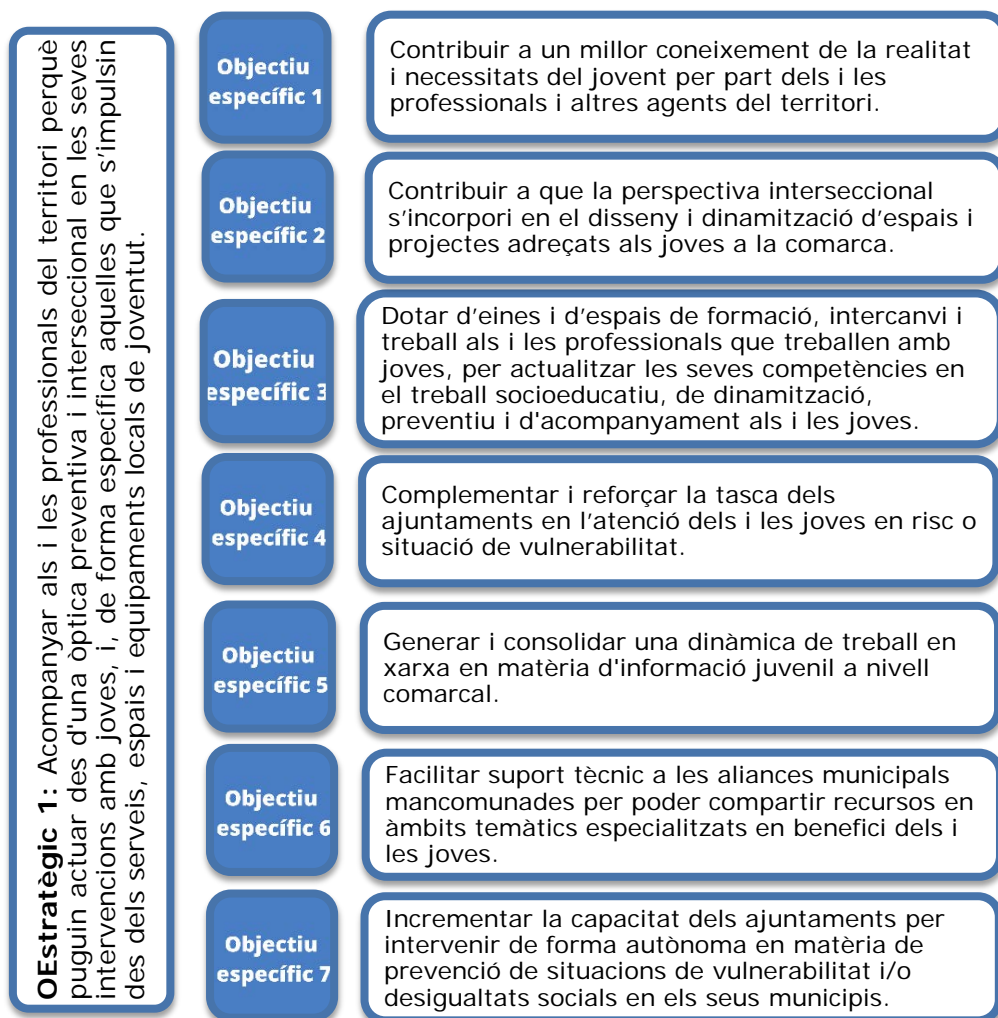 OEstratègic 1: Acompanyar als i les professionals del territori perquè
puguin actuar des d'una òptica preventiva i interseccional en les seves
intervencions amb joves, i, de forma específica aquelles que s’impulsin
des dels serveis, espais i equipaments locals de joventut.
Objectiu
específic 1
Contribuir a un millor coneixement de la realitat
i necessitats del jovent per part dels i les
professionals i altres agents del territori.
Objectiu
específic 2
Contribuir a que la perspectiva interseccional
s’incorpori en el disseny i dinamització d’espais i
projectes adreçats als joves a la comarca.
Objectiu
específic 3
Dotar d’eines i d’espais de formació, intercanvi i
treball als i les professionals que treballen amb
joves, per actualitzar les seves competències en
el treball socioeducatiu, de dinamització,
preventiu i d'acompanyament als i les joves.
Objectiu
específic 4
Complementar i reforçar la tasca dels
ajuntaments en l’atenció dels i les joves en risc o
situació de vulnerabilitat.
Objectiu
específic 5
Generar i consolidar una dinàmica de treball en
xarxa en matèria d'informació juvenil a nivell
comarcal.
Objectiu
específic 6
Facilitar suport tècnic a les aliances municipals
mancomunades per poder compartir recursos en
àmbits temàtics especialitzats en benefici dels i
les joves.
Objectiu
específic 7
Incrementar la capacitat dels ajuntaments per
intervenir de forma autònoma en matèria de
prevenció de situacions de vulnerabilitat i/o
desigualtats socials en els seus municipis.